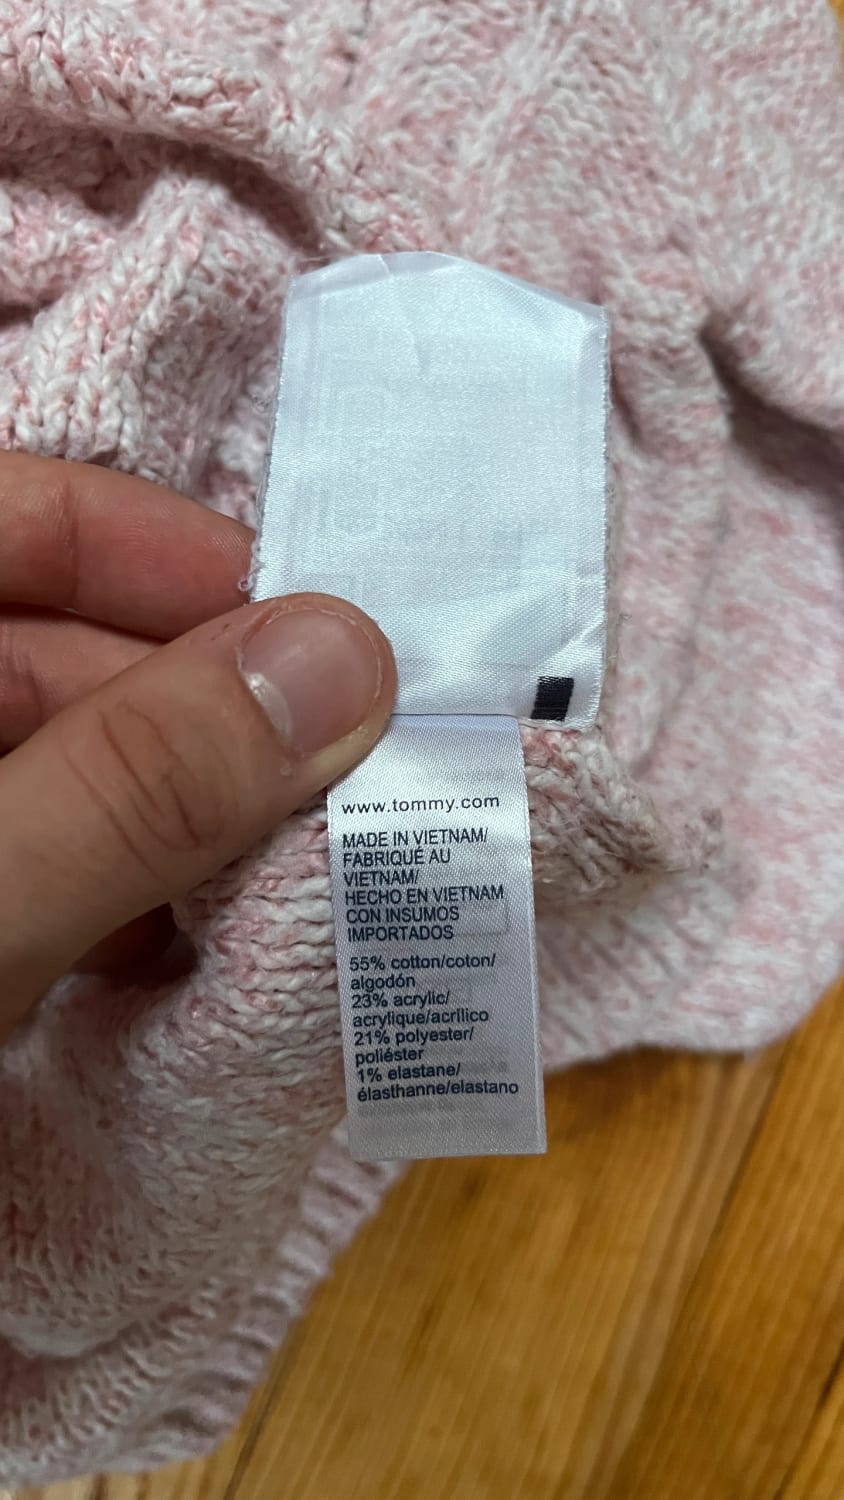 www.tommy.com
MADE IN VIETNAM/
FABRIQUÉ AU
VIETNAM/
HECHO EN VIETNAM
CON INSUMOS
IMPORTADOS
55% cotton/coton/
algodón
23% acrylic/
acrylique/acrílico
21% polyester/
poliéster
1% elastane/
élasthanne/elastano